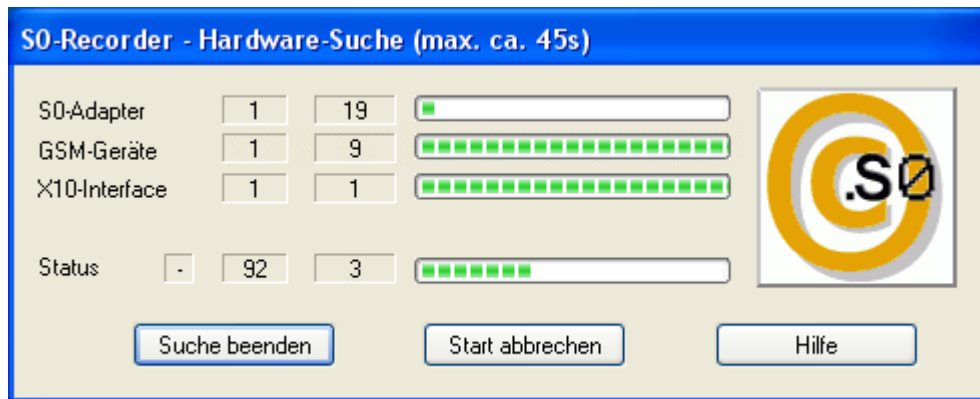 S0-Recorder - Hardware-Suche (max. ca. 45s)
S0-Adapter 1 19
GSM-Geräte 1 9
X10-Interface 1 1
.S0
Status - 92 3
Suche beenden Start abbrechen Hilfe